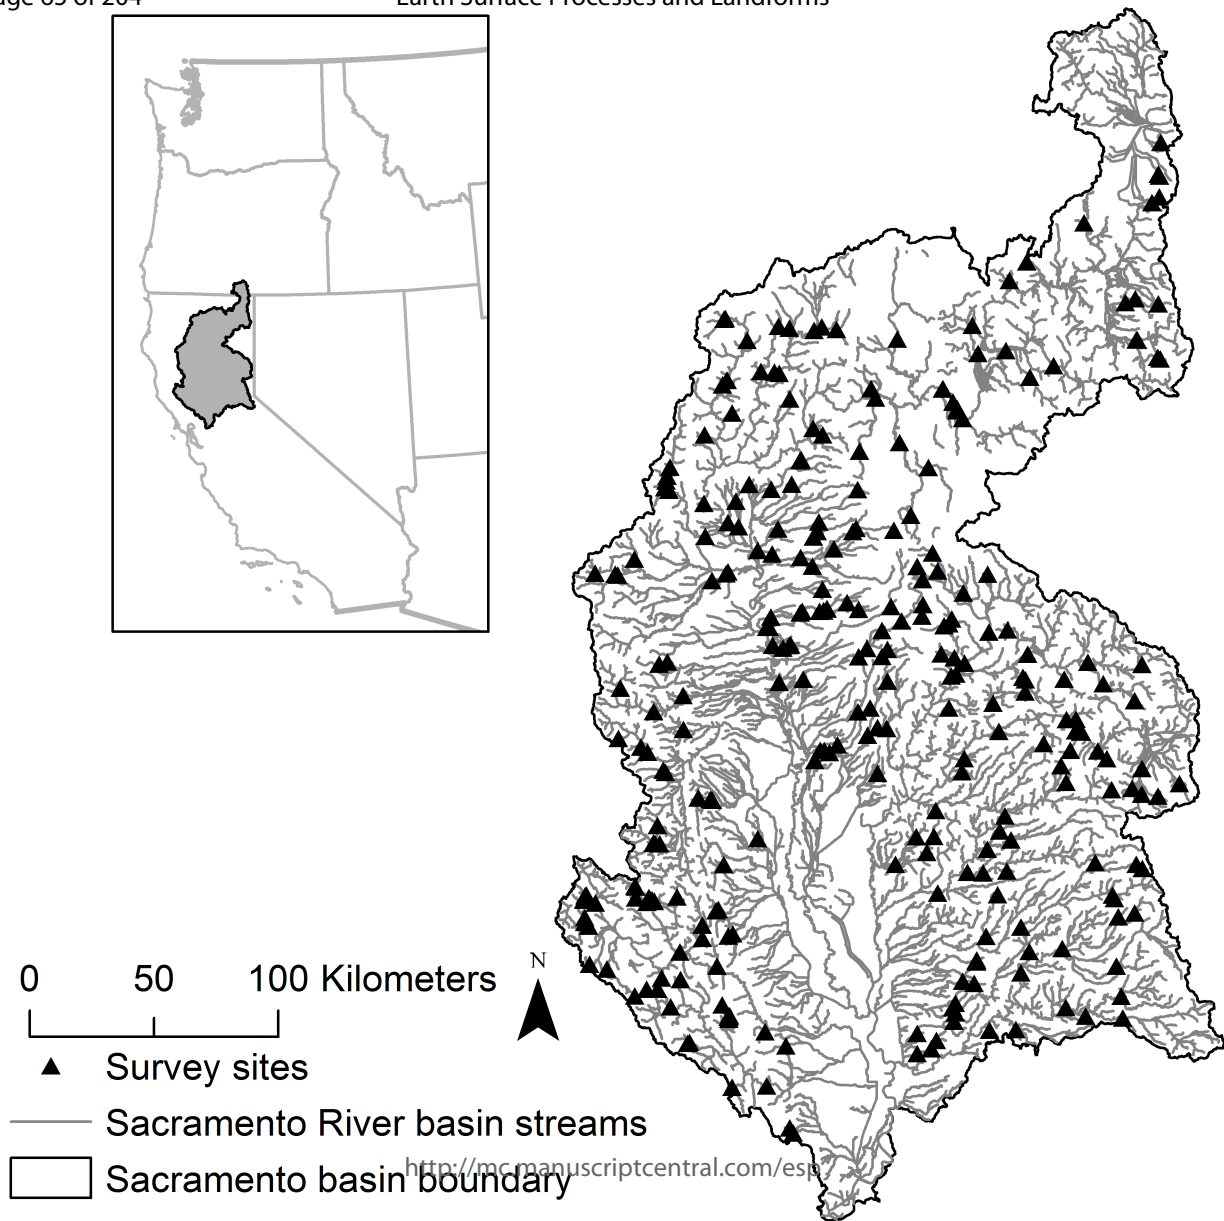 Earth Surface Processes and Landforms
N
0 50 100 Kilometers
Survey sites
Sacramento River basin streams
Sacramento basin boundary
http://mc.manuscriptcentral.com/esp